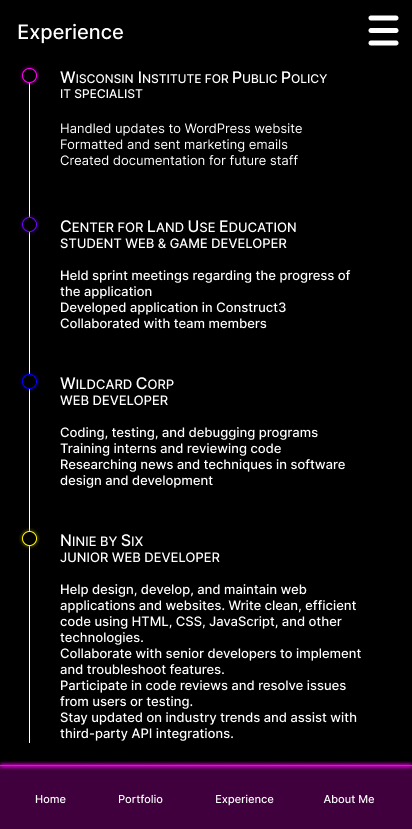 Experience
Wisconsin Institute for Public Policy
IT SPECIALIST
Handled updates to WordPress website
Formatted and sent marketing emails
Created documentation for future staff
Center for Land Use Education
STUDENT WEB & GAME DEVELOPER
Held sprint meetings regarding the progress of
the application
Developed application in Construct3
Collaborated with team members
Wildcard Corp
WEB DEVELOPER
Coding, testing, and debugging programs
Training interns and reviewing code
Researching news and techniques in software
design and development
Ninie by Six
JUNIOR WEB DEVELOPER
Help design, develop, and maintain web
applications and websites. Write clean, efficient
code using HTML, CSS, JavaScript, and other
technologies.
Collaborate with senior developers to implement
and troubleshoot features.
Participate in code reviews and resolve issues
from users or testing.
Stay updated on industry trends and assist with
third-party API integrations.
Home Portfolio Experience About Me